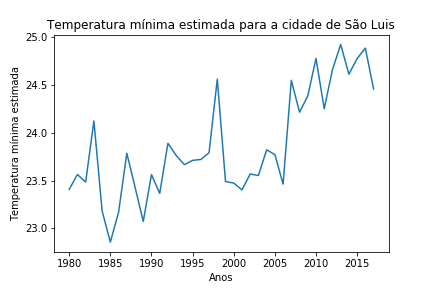 Temperatura mínima estimada para a cidade de São Luis
25.0
24.5
24.0
23.5
23.0
Temperatura mínima estimada
1980 1985 1990 1995 2000 2005 2010 2015
Anos